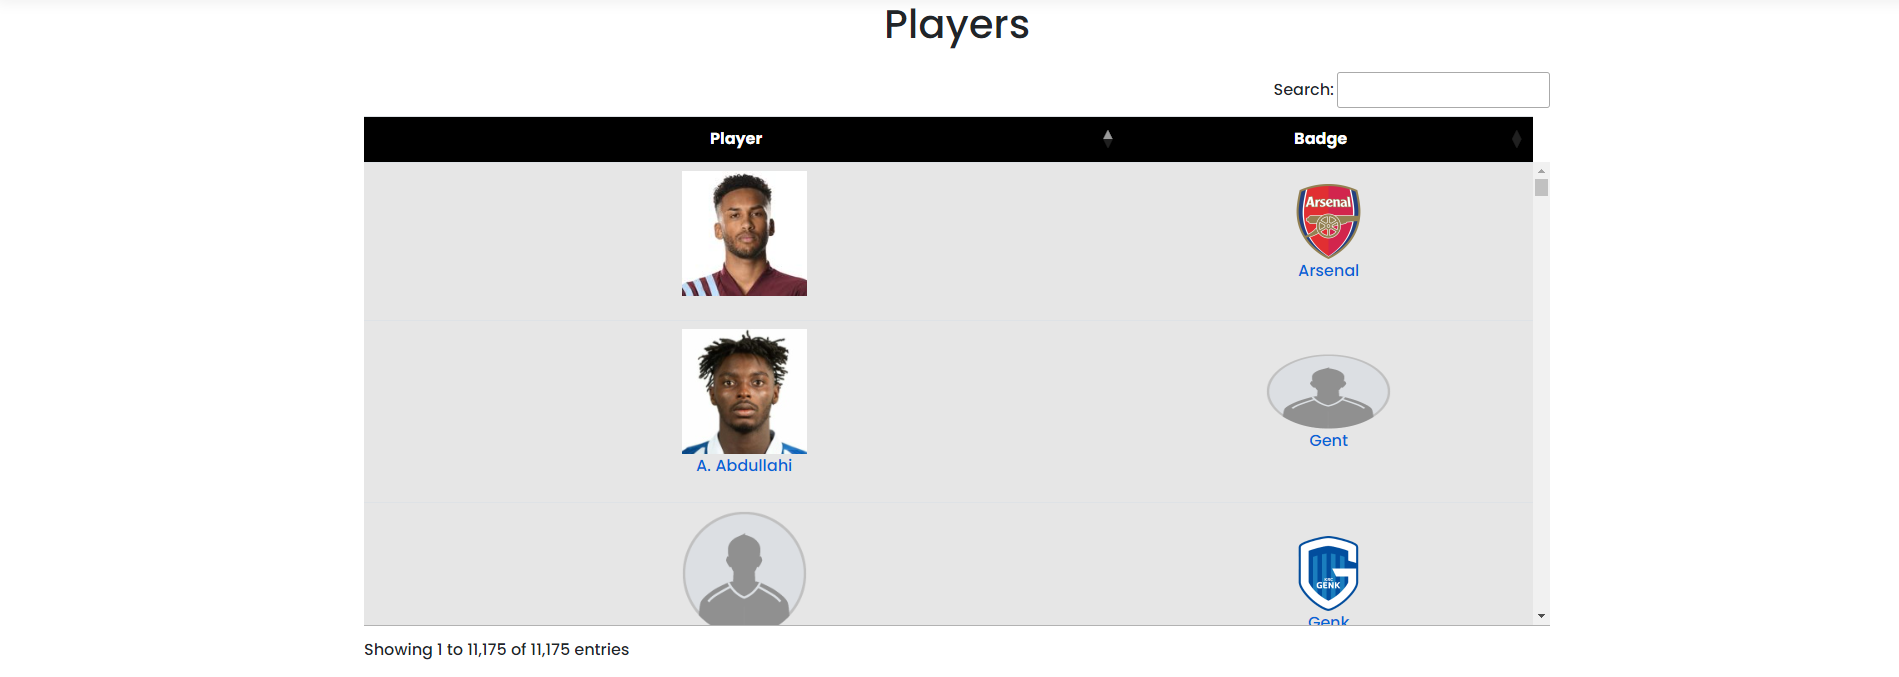 Players
Search:
Player Badge
Arsenal
Arsenal
Gent
A. Abdullahi
KRC
GENK
Genk
Showing 1 to 11,175 of 11,175 entries